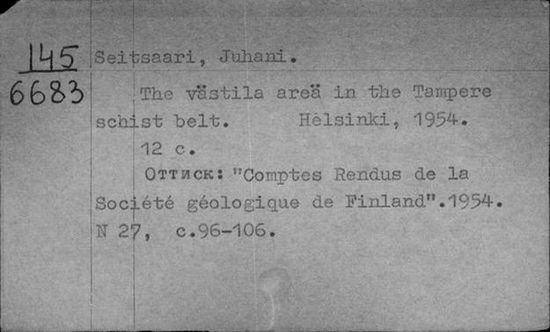 145 Seitsaari, Juhani.
6683 The västila areä in the Tampere
schist belt. Hèlsinki, 1954.
12 c.
Оттиск: "Comptes Rendus de la
Société géologique de Finland".1954.
N 27, c.96-106.